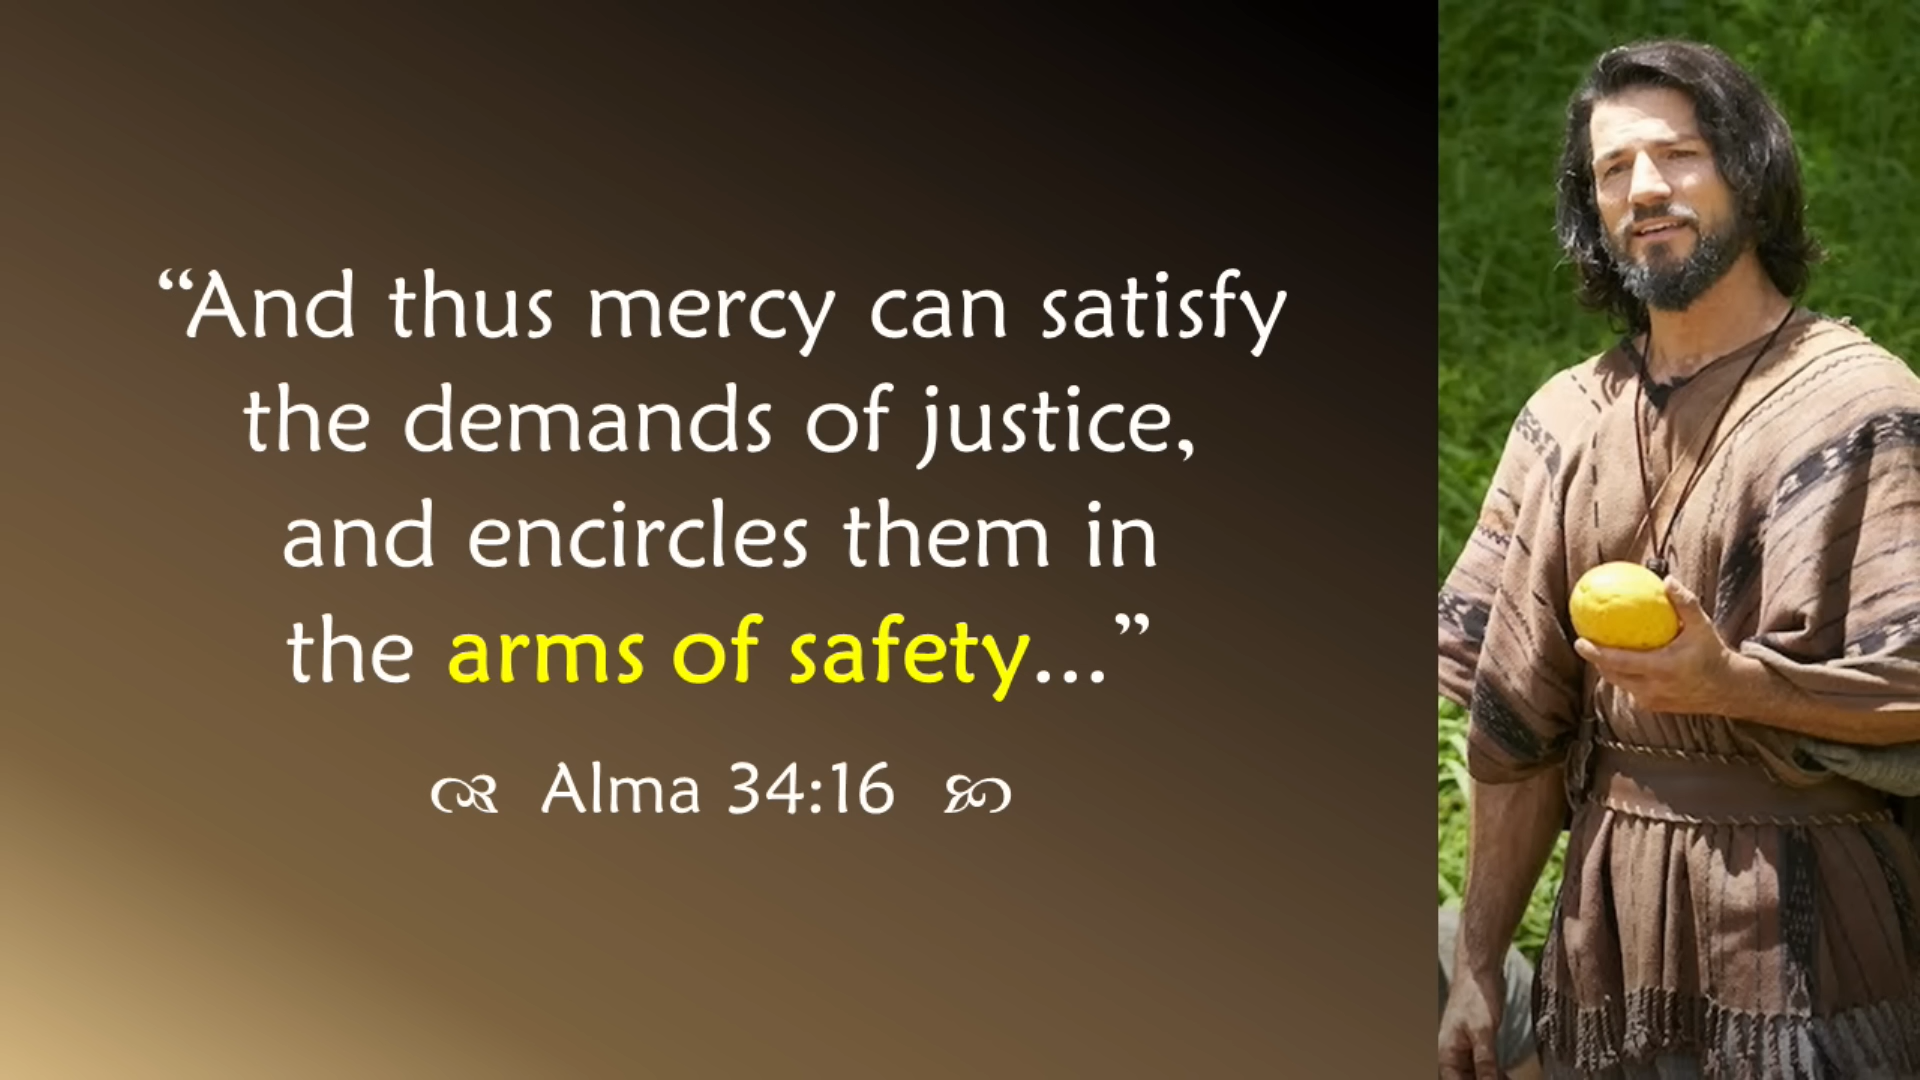 “And thus mercy can satisfy
the demands of justice,
and encircles them in
the arms of safety...”
Alma 34:16